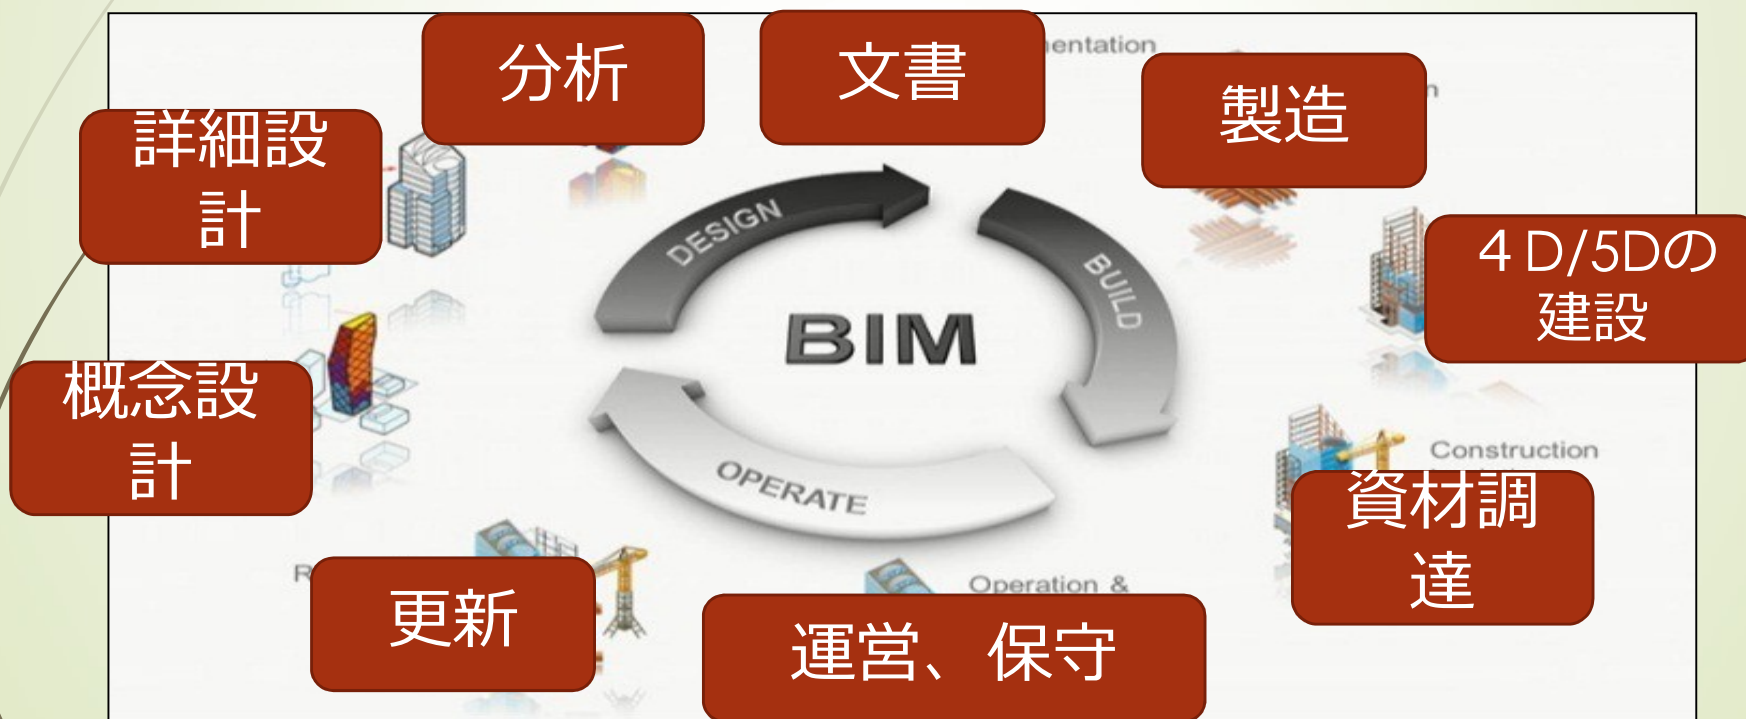 分析
文書
entation
製造
n
詳細設
計
DESIGN
BUILD
４D/5Dの
建設
BIM
概念設
計
OPERATE
Construction
資材調
達
R
更新
Operation &
運営、保守